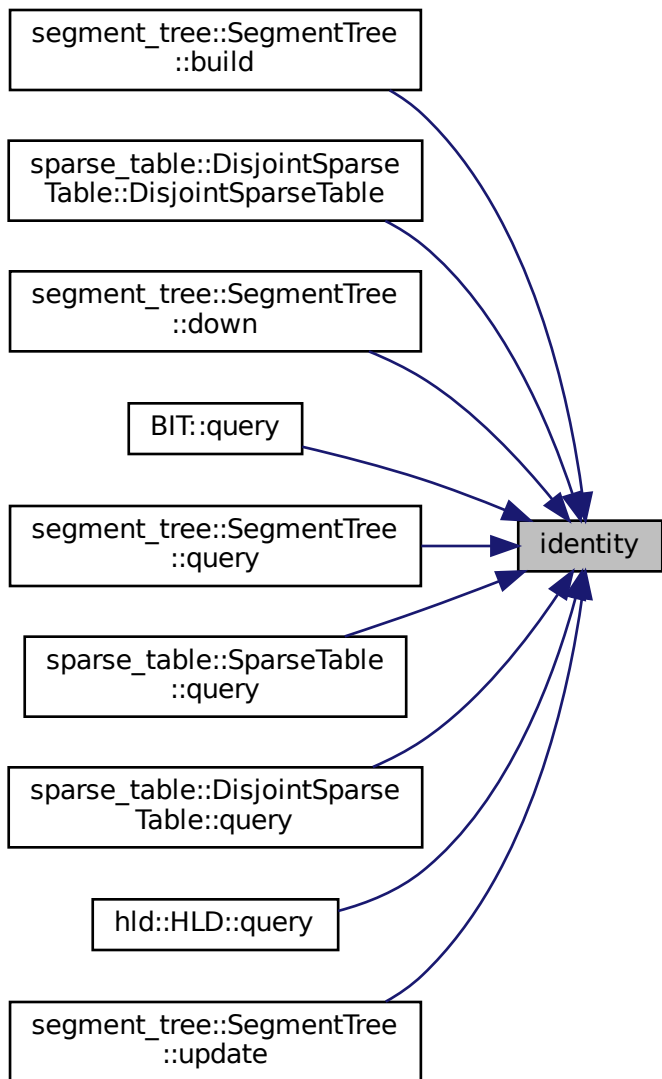 segment_tree::SegmentTree
::build
sparse_table::DisjointSparse
Table::DisjointSparseTable
segment_tree::SegmentTree
::down
BIT::query
segment_tree::SegmentTree
::query
identity
sparse_table::SparseTable
::query
sparse_table::DisjointSparse
Table::query
hld::HLD::query
segment_tree::SegmentTree
::update